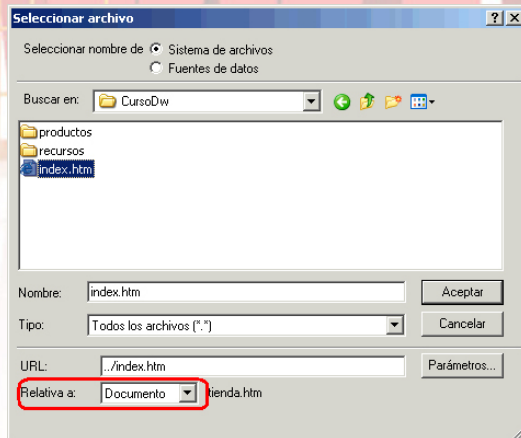 Seleccionar archivo
Seleccionar nombre de Sistema de archivos
Fuentes de datos
Buscar en: CursoDw
productos
recursos
index.htm
Nombre: index.htm Aceptar
Tipo: Todos los archivos (*.*) Cancelar
URL: ../index.htm Parámetros...
Relativa a: Documento tienda.htm